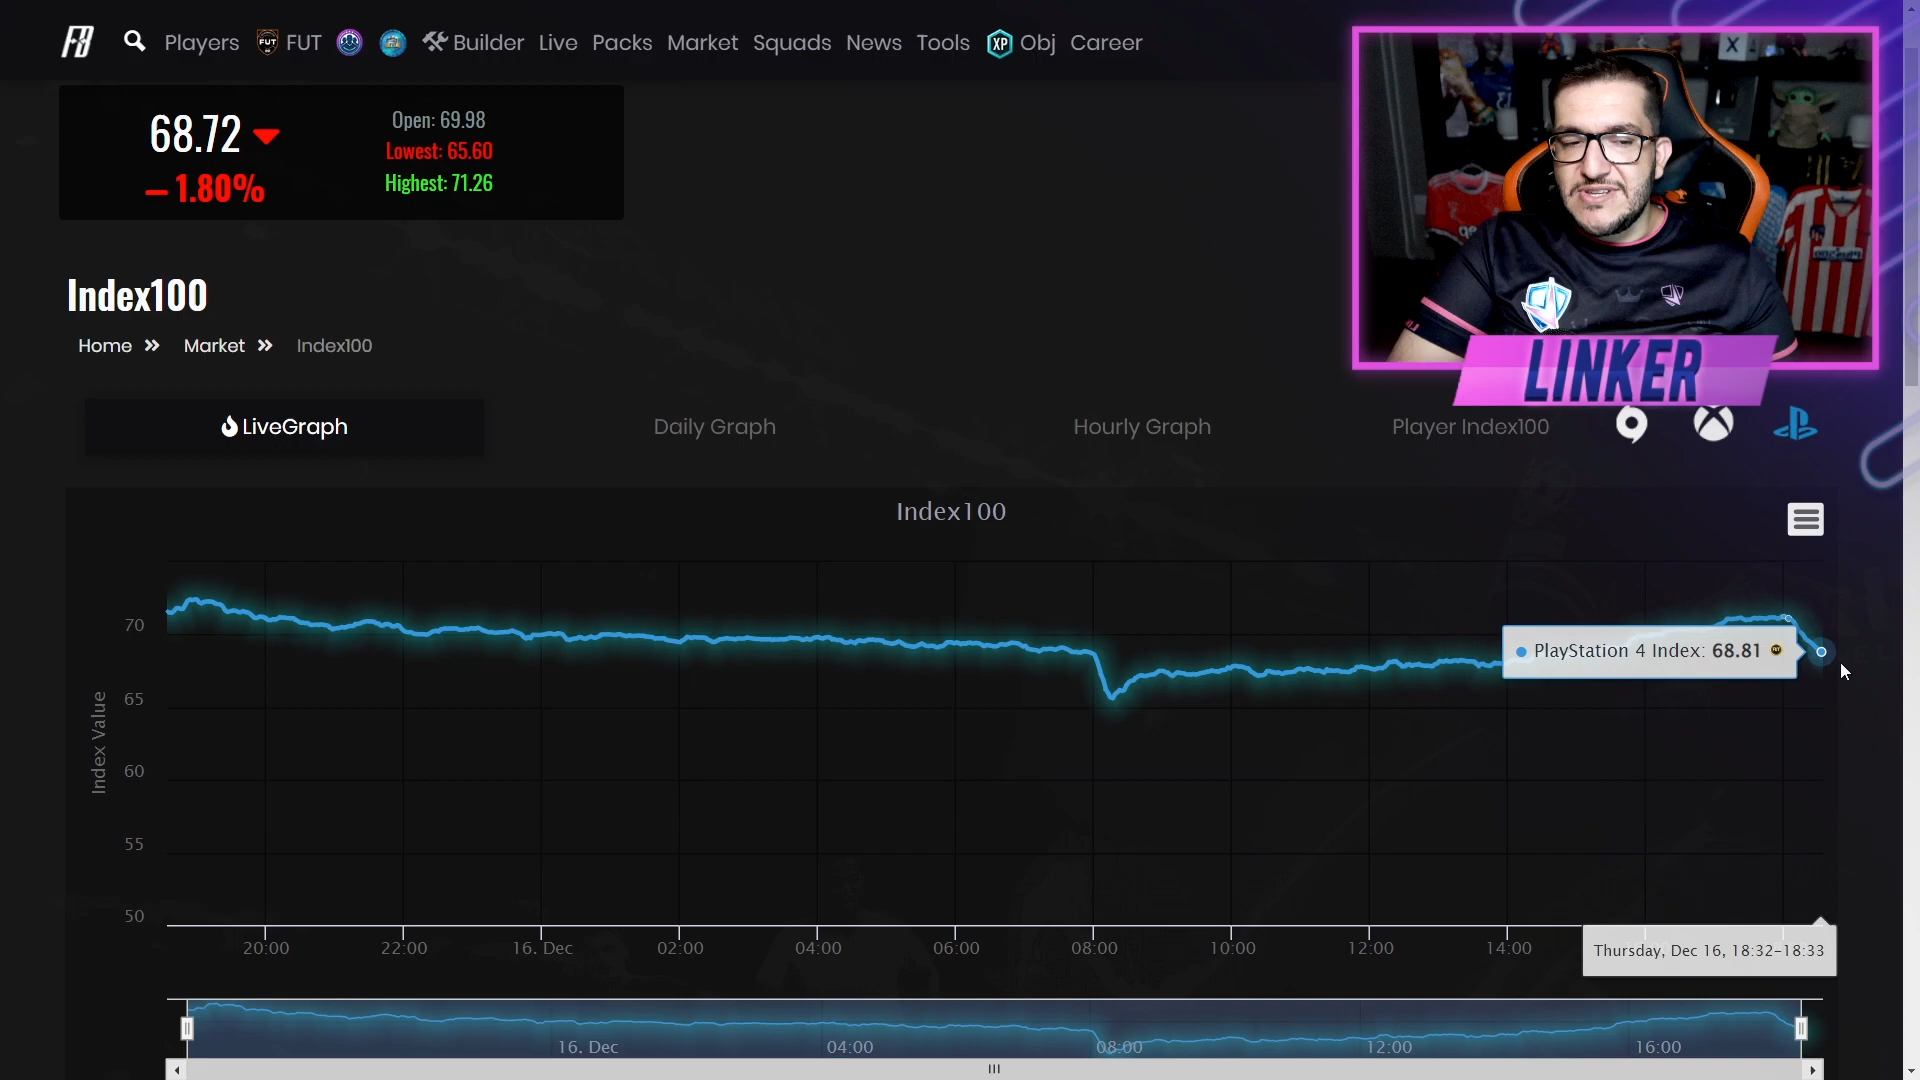 Players FUT Builder Live Packs Market Squads News Tools XP Obj Career
X
68.72
– 1.80%
Open: 69.98
Lowest: 65.60
Highest: 71.26
Index100
Home » Market » Index100
LINKER
LiveGraph Daily Graph Hourly Graph Player Index100
Index100
Index Value
70
65
60
55
50
PlayStation 4 Index: 68.81
20:00 22:00 16. Dec 02:00 04:00 06:00 08:00 10:00 12:00 14:00
Thursday, Dec 16, 18:32-18:33
16. Dec 04:00 08:00 12:00 16:00